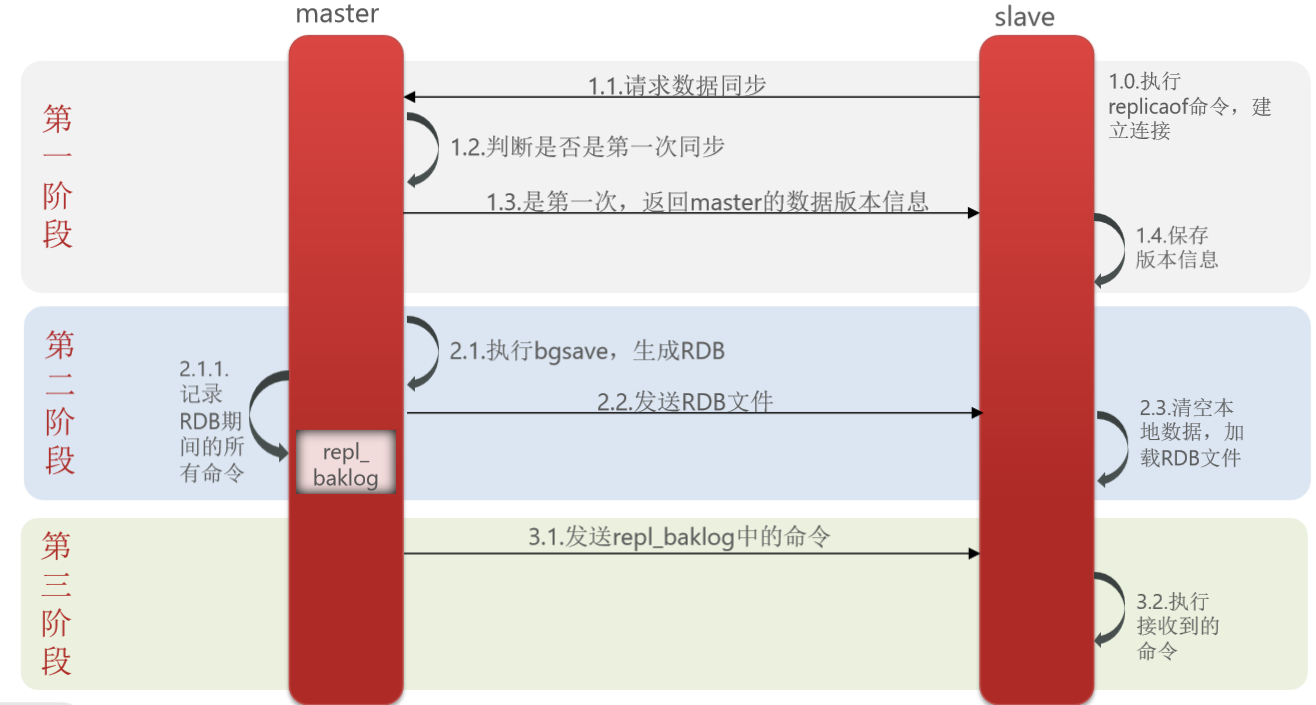 master
slave
第一阶段
1.0.执行
replicaof命令，建
立连接
1.1.请求数据同步
1.2.判断是否是第一次同步
1.3.是第一次，返回master的数据版本信息
1.4.保存
版本信息
第二阶段
2.1.执行bgsave，生成RDB
2.1.1.
记录
RDB期
间的所
有命令
repl_
baklog
2.2.发送RDB文件
2.3.清空本
地数据，加
载RDB文件
第三阶段
3.1.发送repl_baklog中的命令
3.2.执行
接收到的
命令